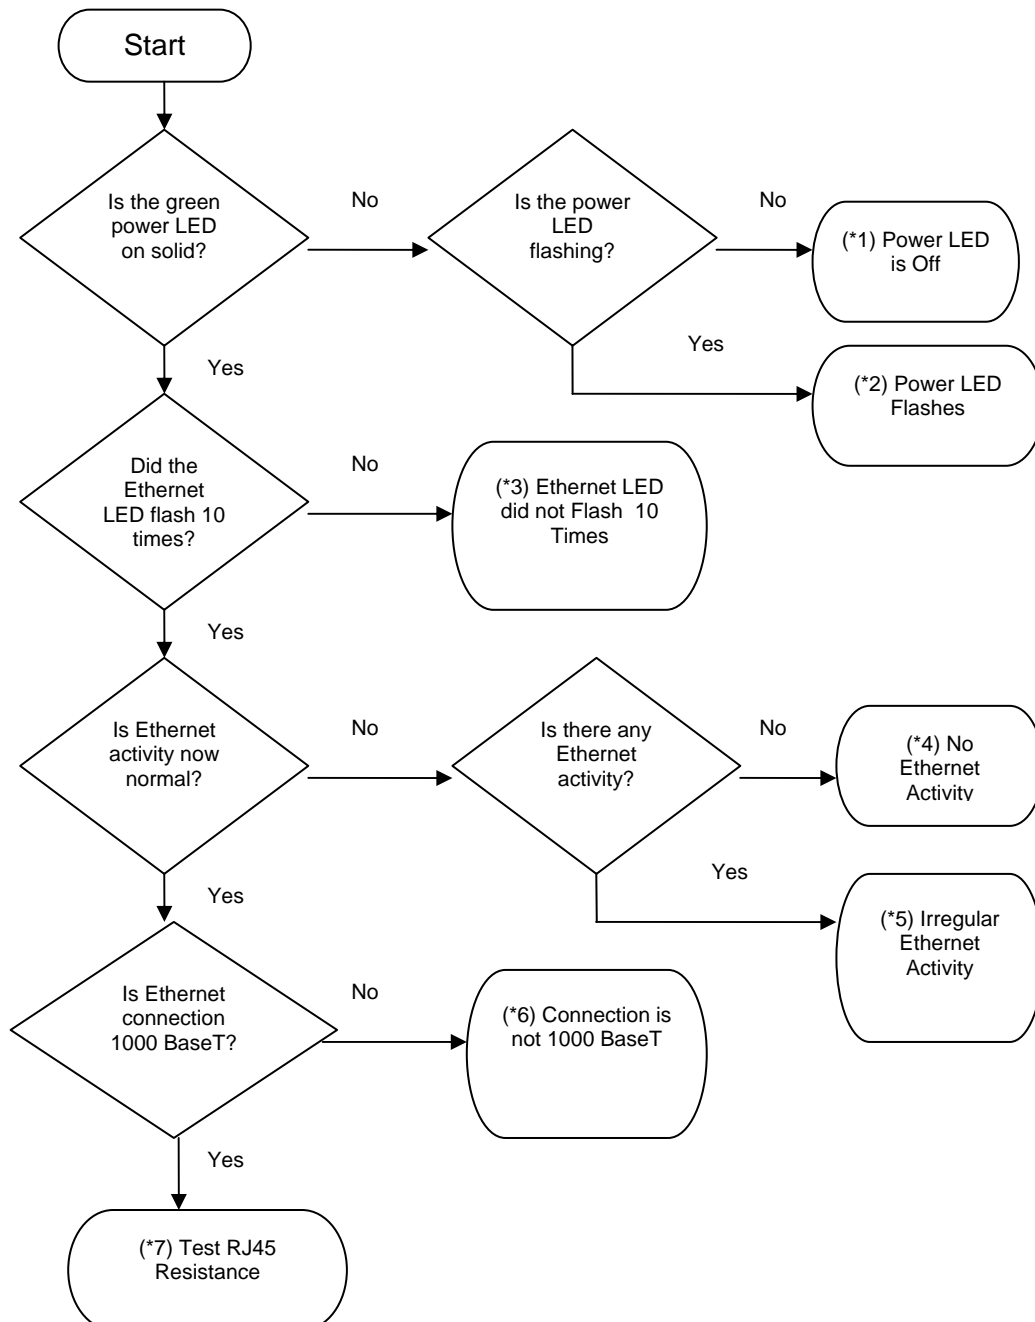 Start
Is the green
power LED
on solid?
No
Is the power
LED
flashing?
No
(*1) Power LED
is Off
Yes
Yes
(*2) Power LED
Flashes
Did the
Ethernet
LED flash 10
times?
No
(*3) Ethernet LED
did not Flash  10
Times
Yes
Is Ethernet
activity now
normal?
No
Is there any
Ethernet
activity?
No
(*4) No
Ethernet
Activity
Yes
Yes
(*5) Irregular
Ethernet
Activity
Is Ethernet
connection
1000 BaseT?
No
(*6) Connection is
not 1000 BaseT
Yes
(*7) Test RJ45
Resistance